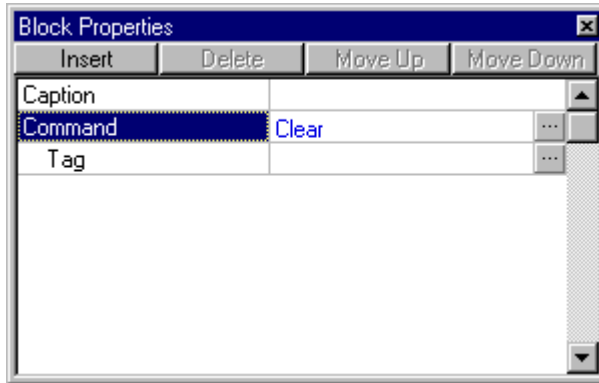 Block Properties
Insert Delete Move Up Move Down
Caption
Command Clear ...
Tag ...